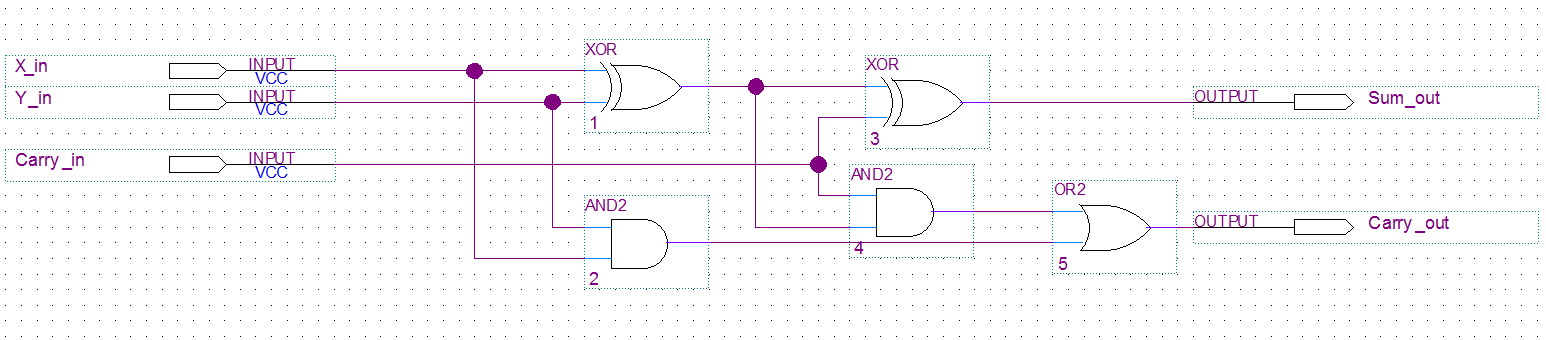 X_in INPUT VCC
Y_in INPUT VCC
Carry_in INPUT VCC
XOR
1
AND2
2
XOR
3
AND2
4
OR2
5
OUTPUT Sum_out
OUTPUT Carry_out